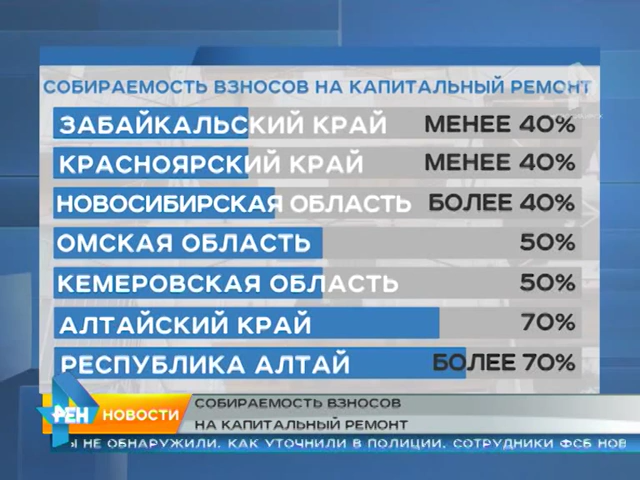 СОБИРАЕМОСТЬ ВЗНОСОВ НА КАПИТАЛЬНЫЙ РЕМОНТ
ЗАБАЙКАЛЬСКИЙ КРАЙ МЕНЕЕ 40%
КРАСНОЯРСКИЙ КРАЙ МЕНЕЕ 40%
НОВОСИБИРСКАЯ ОБЛАСТЬ БОЛЕЕ 40%
ОМСКАЯ ОБЛАСТЬ 50%
КЕМЕРОВСКАЯ ОБЛАСТЬ 50%
АЛТАЙСКИЙ КРАЙ 70%
РЕСПУБЛИКА АЛТАЙ БОЛЕЕ 70%
РЕН НОВОСТИ
СОБИРАЕМОСТЬ ВЗНОСОВ
НА КАПИТАЛЬНЫЙ РЕМОНТ
Ы НЕ ОБНАРУЖИЛИ. КАК УТОЧНИЛИ В ПОЛИЦИИ, СОТРУДНИКИ ФСБ НОВ